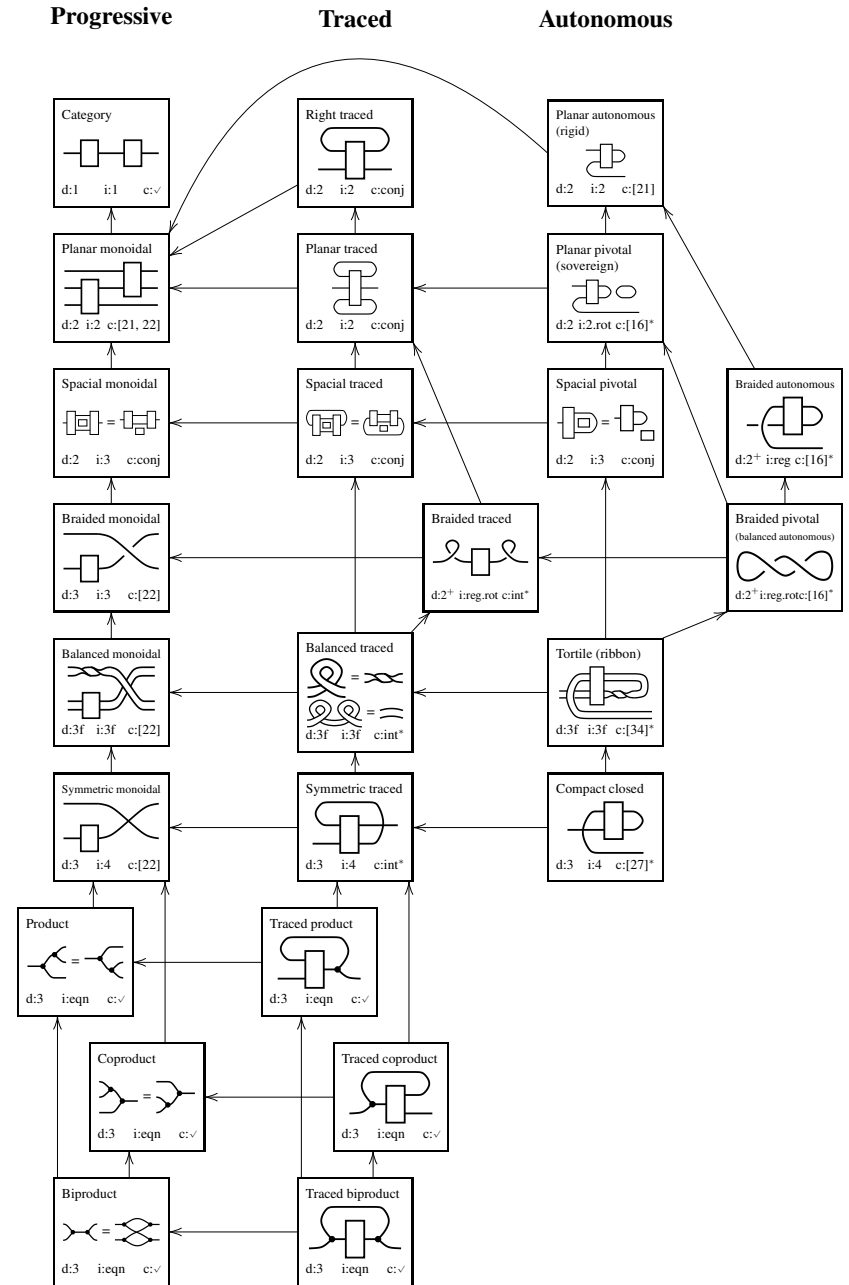 Progressive Traced Autonomous
Category
d:1 i:1 c:✓
Right traced
d:2 i:2 c:conj
Planar autonomous
(rigid)
d:2 i:2 c:[21]
Planar monoidal
d:2 i:2 c:[21, 22]
Planar traced
d:2 i:2 c:conj
Planar pivotal
(sovereign)
d:2 i:2.rot c:[16]*
Spacial monoidal
=
d:2 i:3 c:conj
Spacial traced
=
d:2 i:3 c:conj
Spacial pivotal
=
d:2 i:3 c:conj
Braided autonomous
d:2⁺ i:reg c:[16]*
Braided monoidal
d:3 i:3 c:[22]
Braided traced
d:2⁺ i:reg.rot c:int*
Braided pivotal
(balanced autonomous)
d:2⁺i:reg.rotc:[16]*
Balanced monoidal
d:3f i:3f c:[22]
Balanced traced
=
=
d:3f i:3f c:int*
Tortile (ribbon)
d:3f i:3f c:[34]*
Symmetric monoidal
d:3 i:4 c:[22]
Symmetric traced
d:3 i:4 c:int*
Compact closed
d:3 i:4 c:[27]*
Product
=
d:3 i:eqn c:✓
Traced product
d:3 i:eqn c:✓
Coproduct
=
d:3 i:eqn c:✓
Traced coproduct
d:3 i:eqn c:✓
Biproduct
=
d:3 i:eqn c:✓
Traced biproduct
d:3 i:eqn c:✓